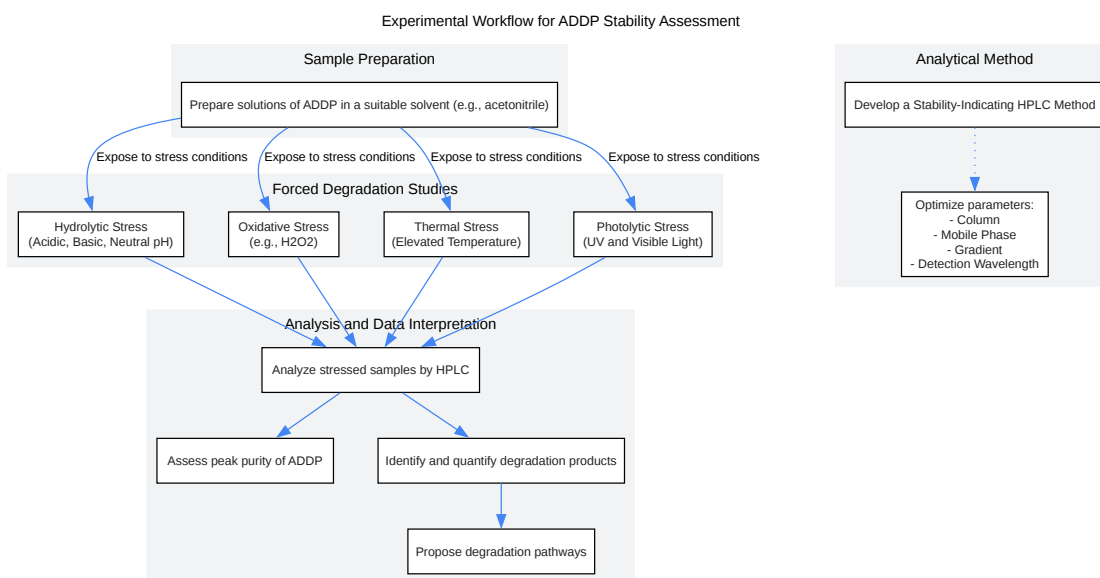 Experimental Workflow for ADDP Stability Assessment
Sample Preparation
Prepare solutions of ADDP in a suitable solvent (e.g., acetonitrile)
Expose to stress conditions
Expose to stress conditions
Expose to stress conditions
Expose to stress conditions
Forced Degradation Studies
Hydrolytic Stress
(Acidic, Basic, Neutral pH)
Oxidative Stress
(e.g., H2O2)
Thermal Stress
(Elevated Temperature)
Photolytic Stress
(UV and Visible Light)
Analysis and Data Interpretation
Analyze stressed samples by HPLC
Assess peak purity of ADDP
Identify and quantify degradation products
Propose degradation pathways
Analytical Method
Develop a Stability-Indicating HPLC Method
Optimize parameters:
- Column
- Mobile Phase
- Gradient
- Detection Wavelength